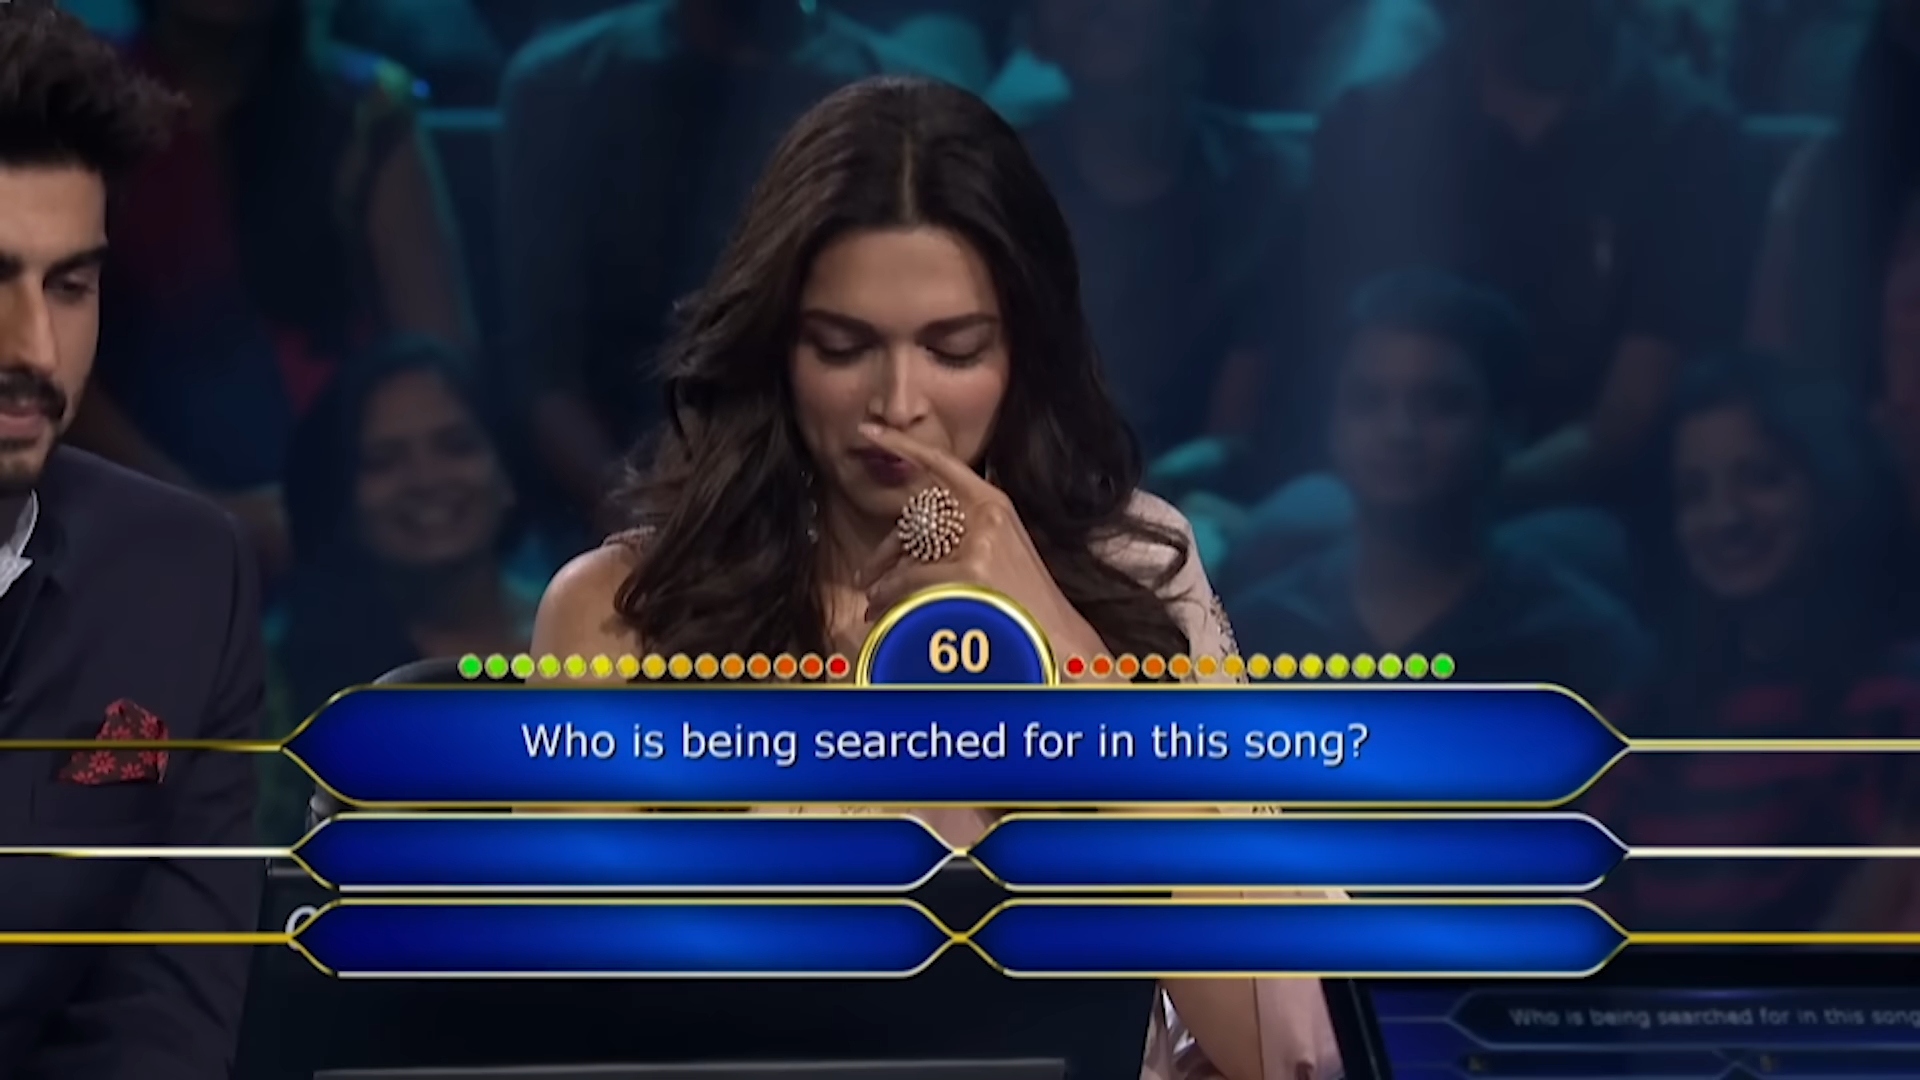 60
Who is being searched for in this song?
Who is being searched for in this song